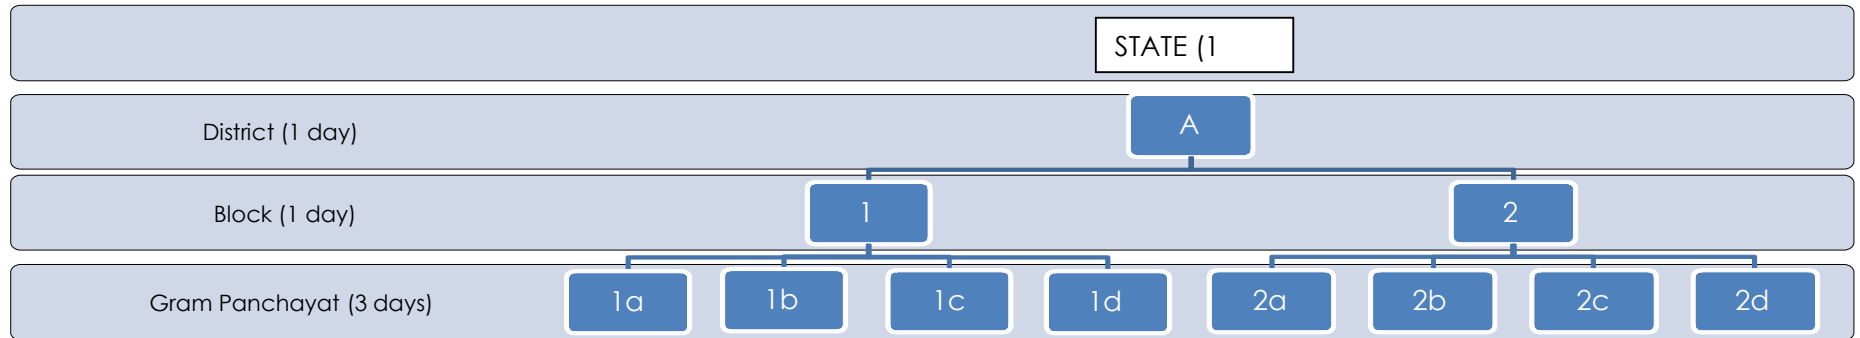 STATE (1
District (1 day)
A
Block (1 day)
1
2
Gram Panchayat (3 days)
1a
1b
1c
1d
2a
2b
2c
2d